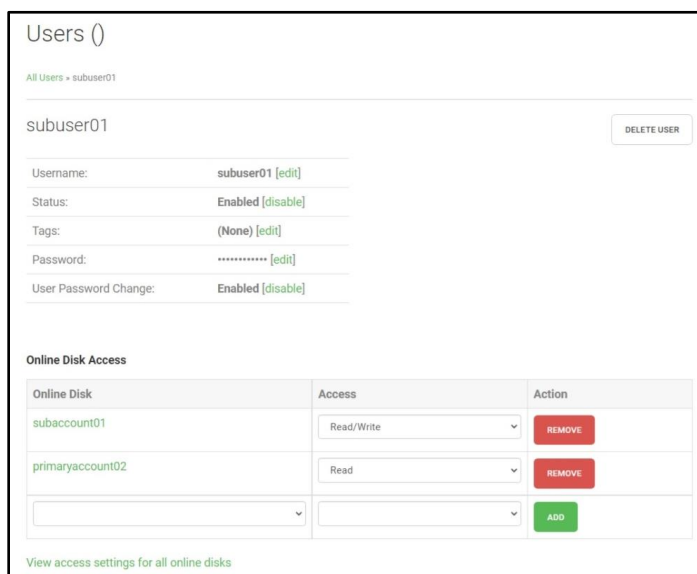 Users ()
All Users » subuser01
subuser01
DELETE USER
Username: subuser01 [edit]
Status: Enabled [disable]
Tags: (None) [edit]
Password: •••••••••••• [edit]
User Password Change: Enabled [disable]
Online Disk Access
Online Disk Access Action
subaccount01 Read/Write REMOVE
primaryaccount02 Read REMOVE
ADD
View access settings for all online disks